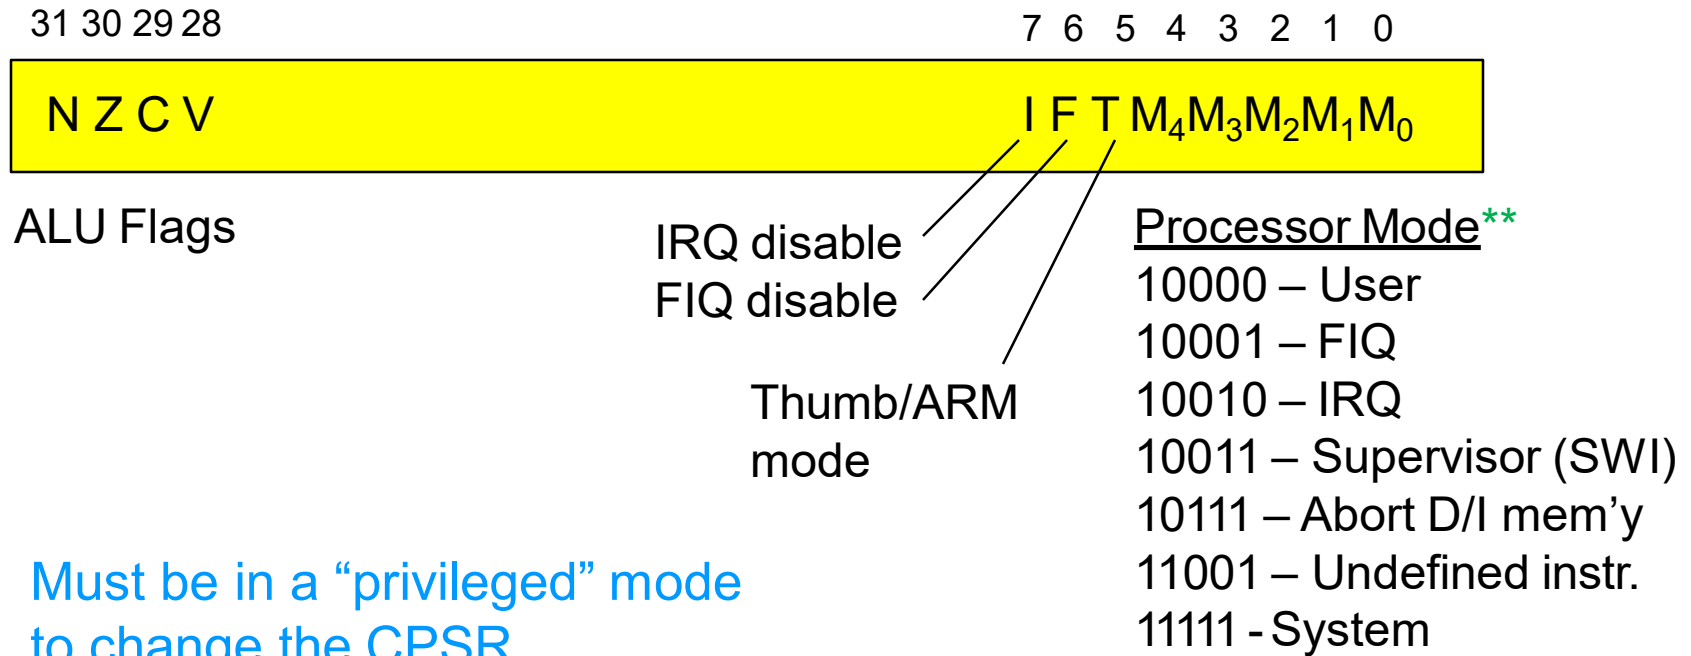 31 30 29 28 7 6 5 4 3 2 1 0
N Z C V I F T M₄M₃M₂M₁M₀
ALU Flags
IRQ disable
FIQ disable
Thumb/ARM
mode
Processor Mode**
10000 – User
10001 – FIQ
10010 – IRQ
10011 – Supervisor (SWI)
10111 – Abort D/I mem’y
11001 – Undefined instr.
11111 - System
Must be in a “privileged” mode
to change the CPSR